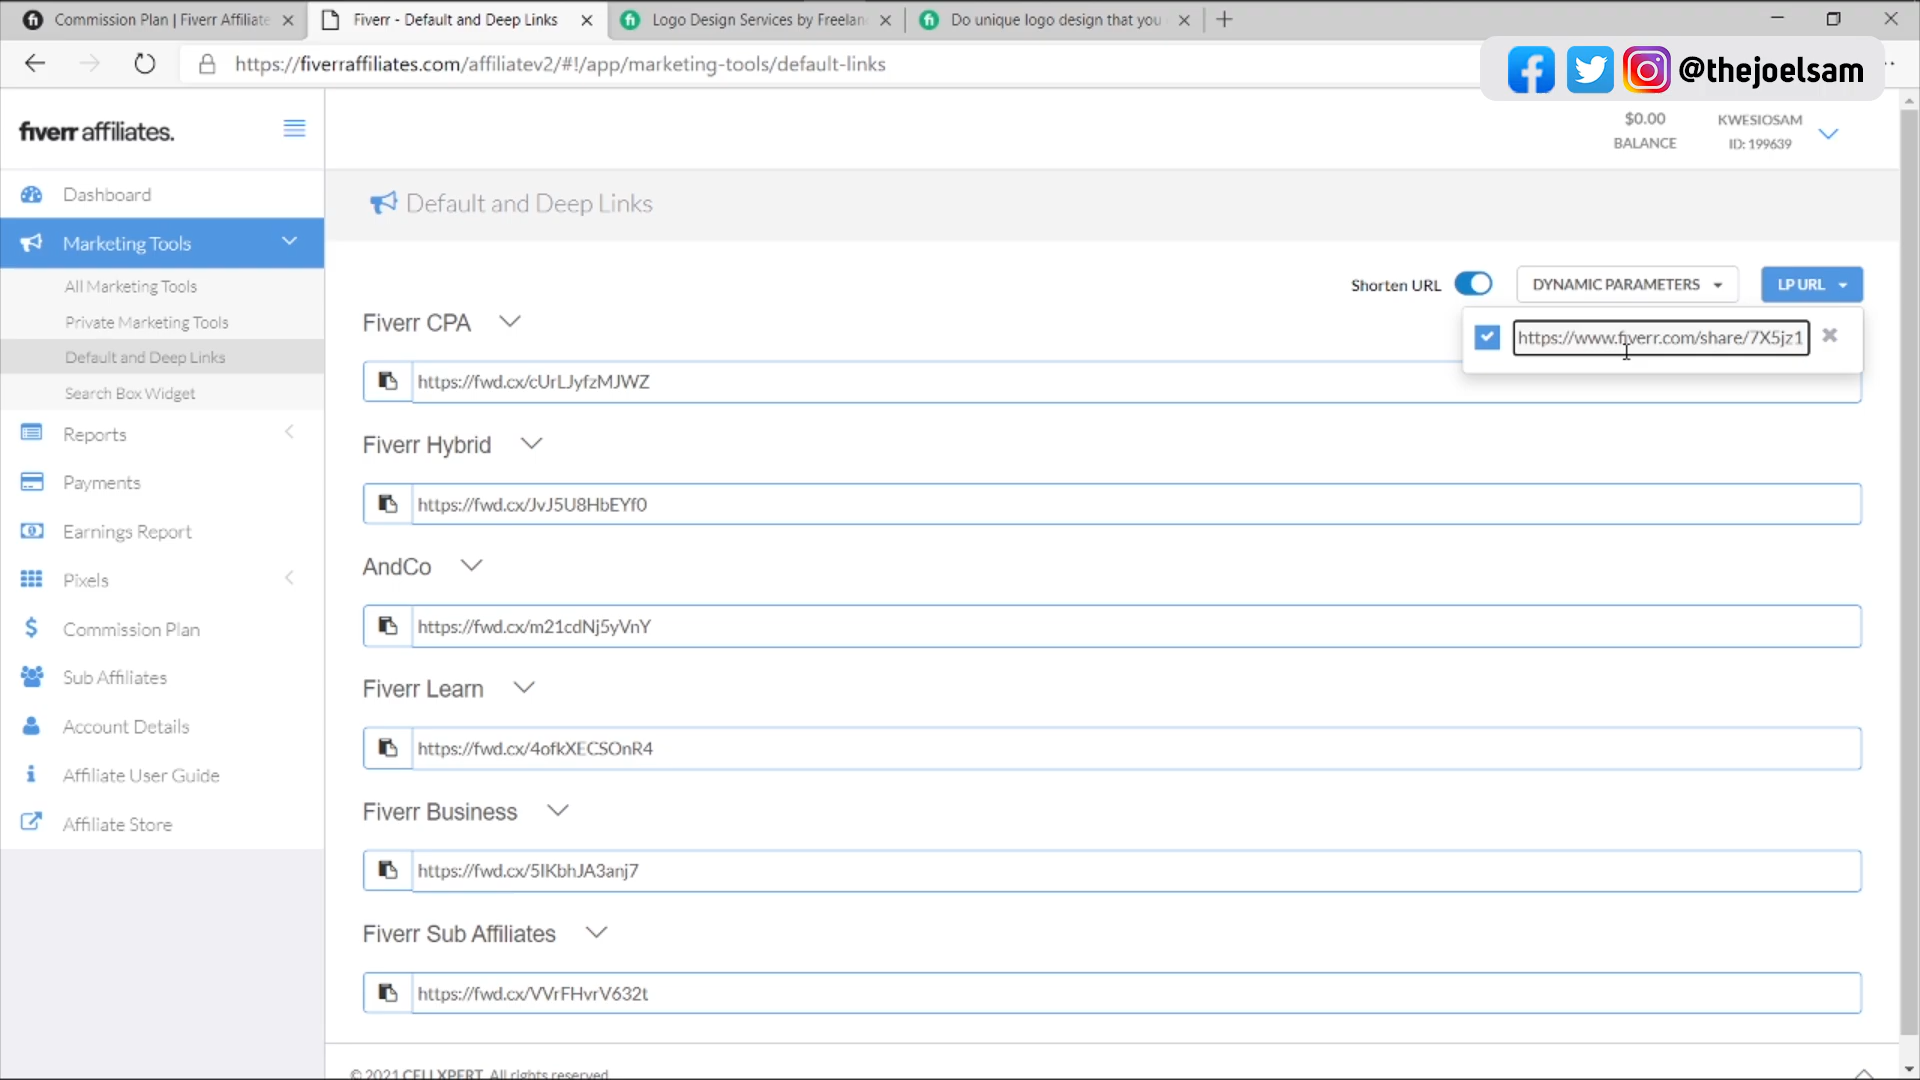 Commission Plan | Fiverr Affiliate
Fiverr - Default and Deep Links
Logo Design Services by Freelan
Do unique logo design that you
https://fiverraffiliates.com/affiliatev2/#!/app/marketing-tools/default-links
@thejoelsam
fiverr affiliates.
$0.00
BALANCE
KWESIOSAM
ID: 199639
Dashboard
Marketing Tools
All Marketing Tools
Private Marketing Tools
Default and Deep Links
Search Box Widget
Reports
Payments
Earnings Report
Pixels
Commission Plan
Sub Affiliates
Account Details
Affiliate User Guide
Affiliate Store
Default and Deep Links
Shorten URL
DYNAMIC PARAMETERS
LP URL
https://www.fiverr.com/share/7X5jz1
Fiverr CPA
https://fwd.cx/cUrLJyfzMJWZ
Fiverr Hybrid
https://fwd.cx/JvJ5U8HbEYf0
AndCo
https://fwd.cx/m21cdNj5yVnY
Fiverr Learn
https://fwd.cx/4ofkXECSOnR4
Fiverr Business
https://fwd.cx/5IKbhJA3anj7
Fiverr Sub Affiliates
https://fwd.cx/VVrFHvrV632t
© 2021 CELLXPERT. All rights reserved